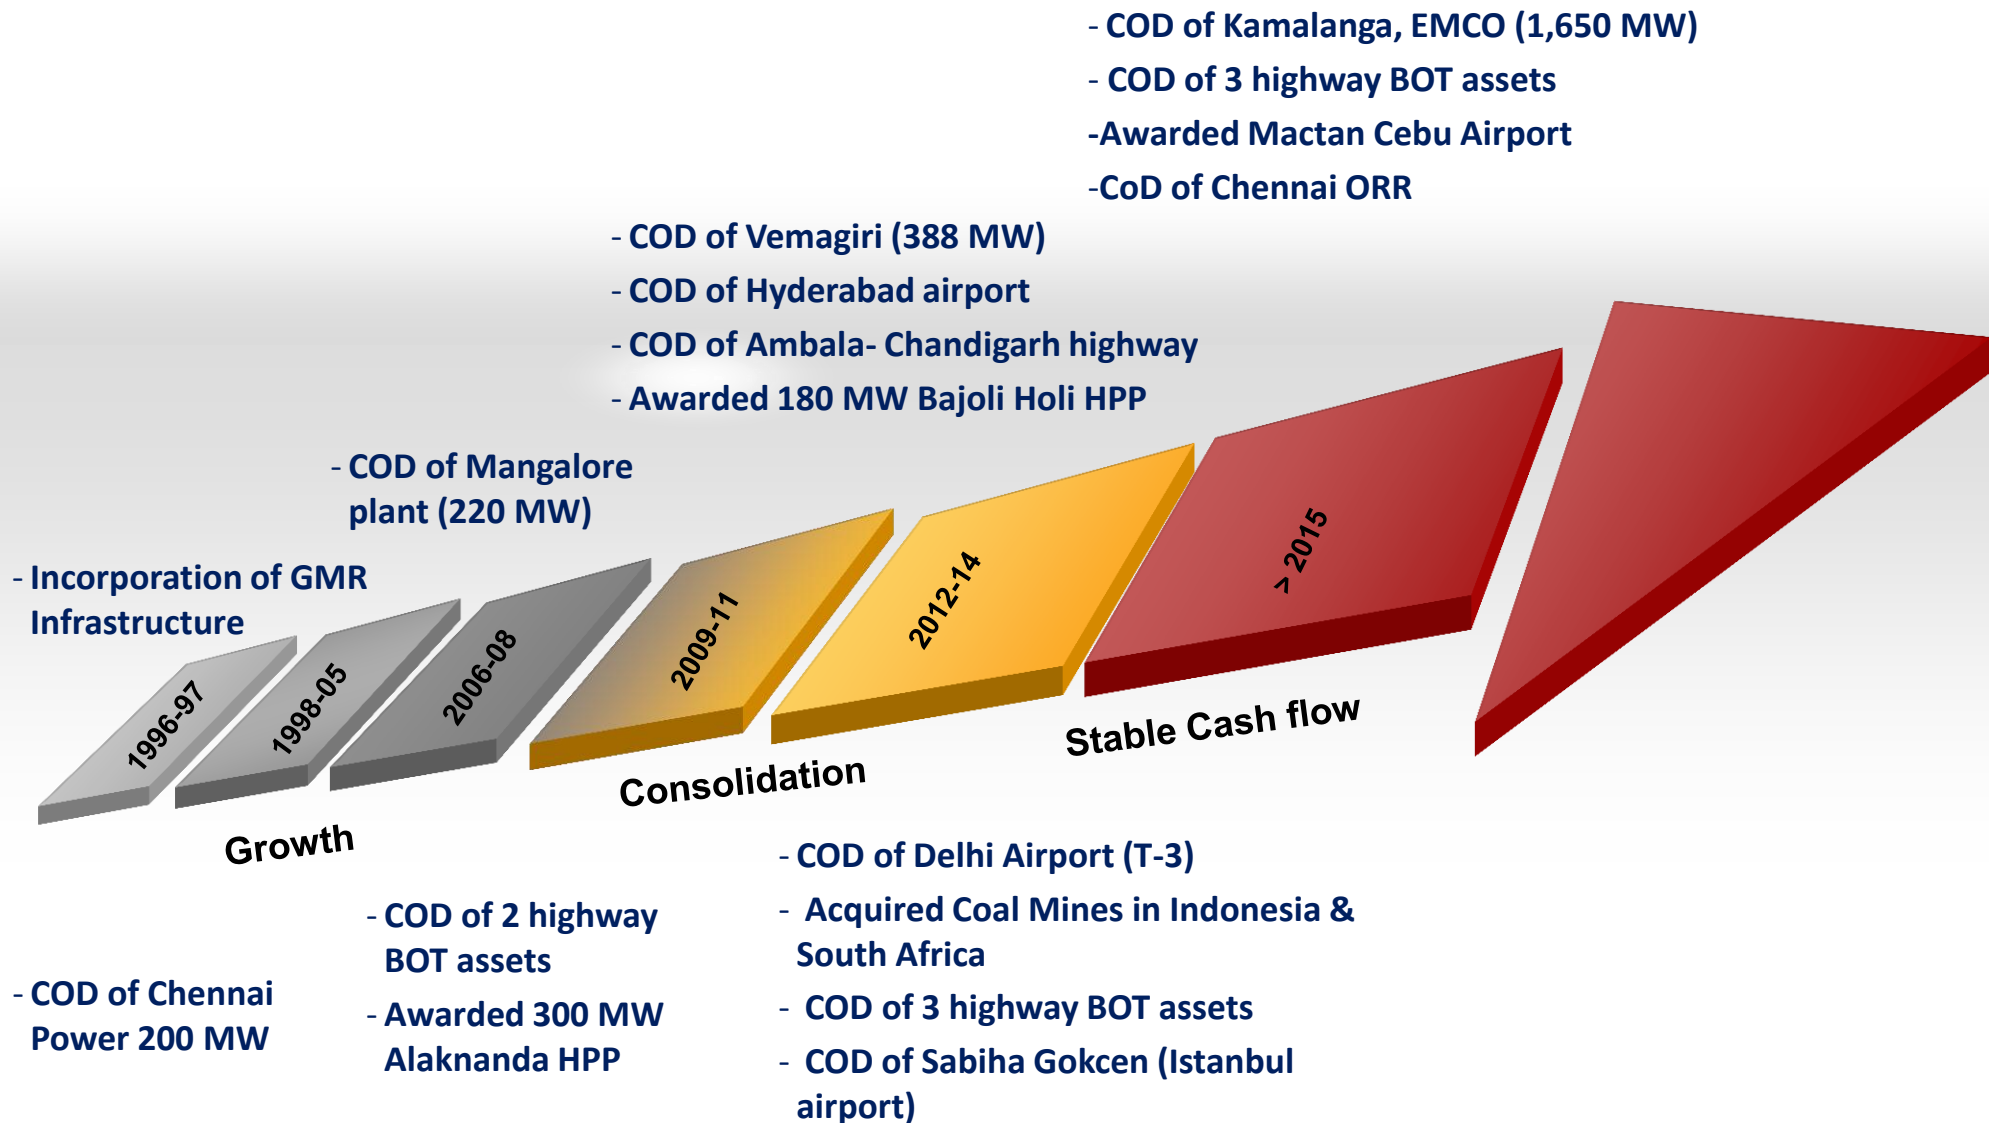 - COD of Kamalanga, EMCO (1,650 MW)
- COD of 3 highway BOT assets
-Awarded Mactan Cebu Airport
-CoD of Chennai ORR
- COD of Vemagiri (388 MW)
- COD of Hyderabad airport
- COD of Ambala- Chandigarh highway
- Awarded 180 MW Bajoli Holi HPP
- COD of Mangalore
plant (220 MW)
- Incorporation of GMR
Infrastructure
1996-97
1998-05
2006-08
2009-11
2012-14
> 2015
Growth
Consolidation
Stable Cash flow
- COD of Chennai
Power 200 MW
- COD of 2 highway
BOT assets
- Awarded 300 MW
Alaknanda HPP
- COD of Delhi Airport (T-3)
- Acquired Coal Mines in Indonesia &
South Africa
- COD of 3 highway BOT assets
- COD of Sabiha Gokcen (Istanbul
airport)